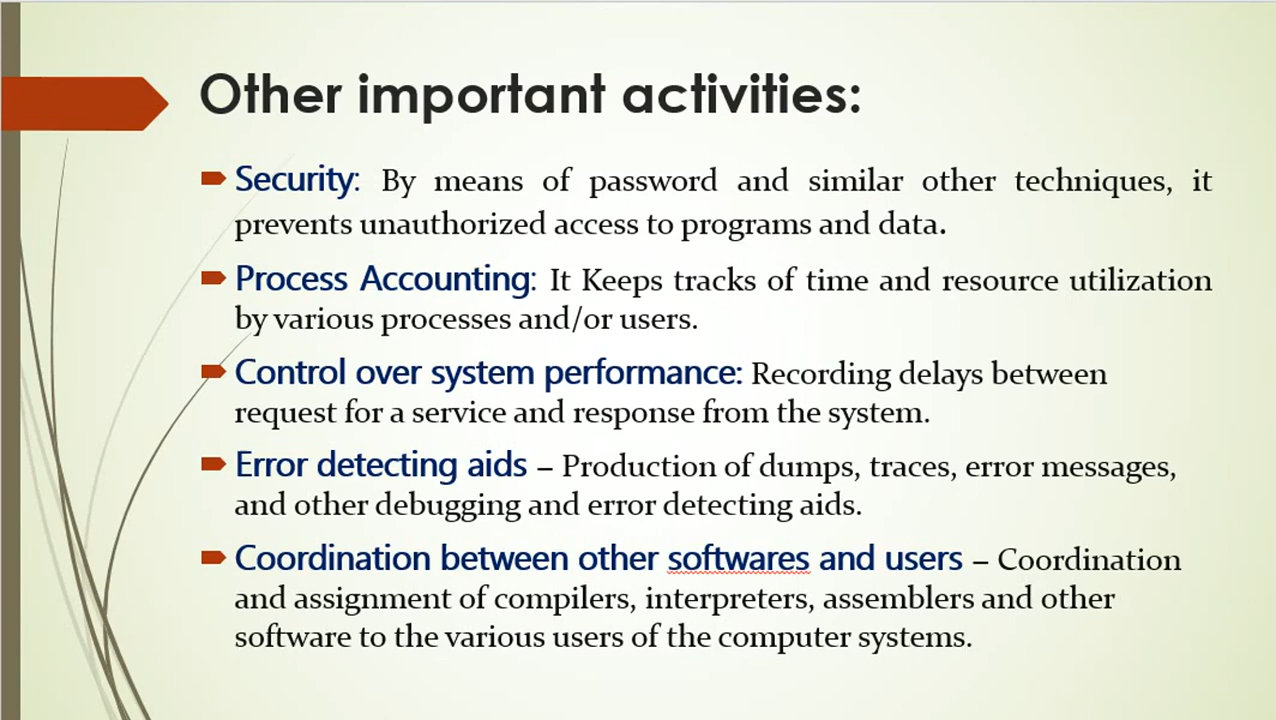 Other important activities:
Security: By means of password and similar other techniques, it
prevents unauthorized access to programs and data.
Process Accounting: It Keeps tracks of time and resource utilization
by various processes and/or users.
Control over system performance: Recording delays between
request for a service and response from the system.
Error detecting aids – Production of dumps, traces, error messages,
and other debugging and error detecting aids.
Coordination between other softwares and users – Coordination
and assignment of compilers, interpreters, assemblers and other
software to the various users of the computer systems.